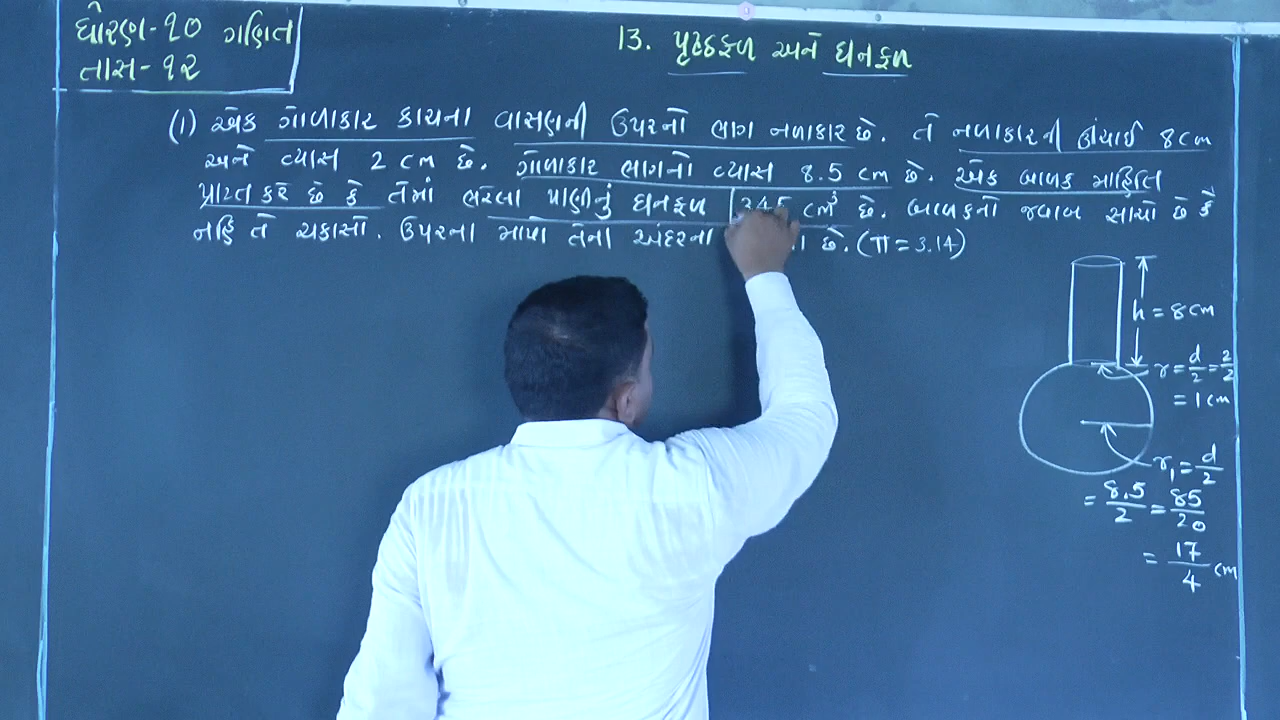 ધોરણ-૧૦ ગણિત
તાસ-૧૨
13. પૃષ્ઠફળ અને ઘનફળ
(1) એક ગોળાકાર કાચના વાસણની ઉપરનો ભાગ નળાકાર છે. તે નળાકારની ઊંચાઈ 8 cm
અને વ્યાસ 2 cm છે. ગોળાકાર ભાગનો વ્યાસ 8.5 cm છે. એક બાળક માહિતિ
પ્રાપ્ત કરે છે કે તેમાં ભરેલા પાણીનું ઘનફળ 345 cm³ છે. બાળકનો જવાબ સાચો છે કે
નહિ તે ચકાસો. ઉપરના માપો તેના અંદરના છે. (π = 3.14)
h = 8 cm
r = d/2 = 2/2
= 1 cm
r₁ = d/2
= 8.5/2 = 85/20
= 17/4 cm